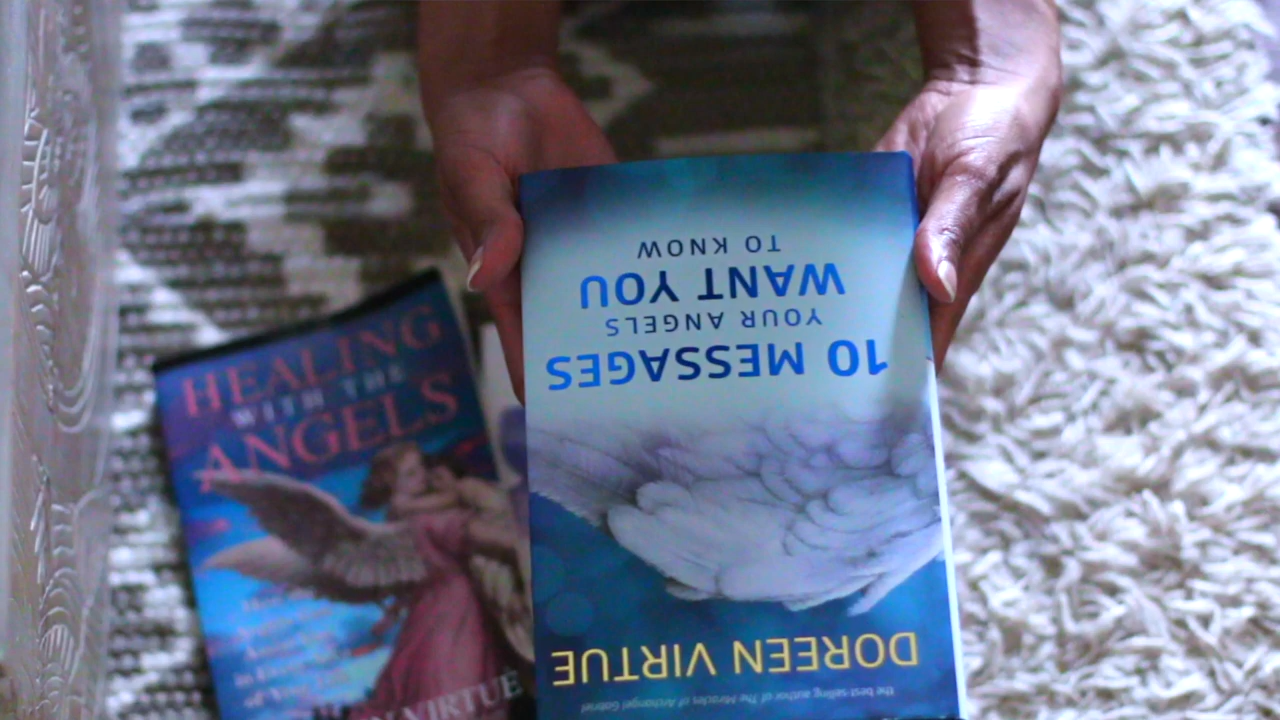 the best selling author of The Miracles of Archangel Gabriel
DOREEN VIRTUE
10 MESSAGES
YOUR ANGELS
WANT YOU
TO KNOW
HEALING
WITH THE
ANGELS
VIRTUE